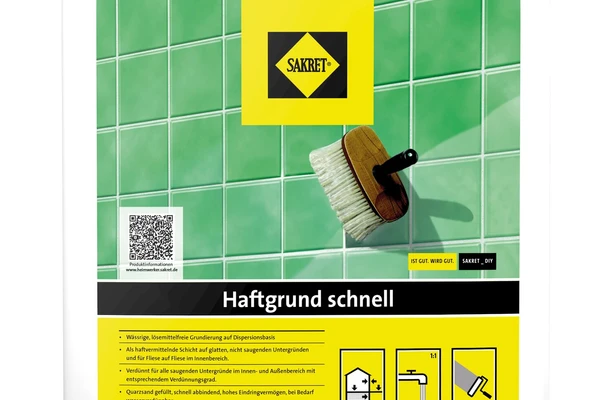 SAKRET®
Produktinformationen
www.heimwerker.sakret.de
IST GUT. WIRD GUT.
SAKRET_DIY
Haftgrund schnell
• Wässrige, lösemittelfreie Grundierung auf Dispersionsbasis
• Als haftvermittelnde Schicht auf glatten, nicht saugenden Untergründen
und für Fliese auf Fliese im Innenbereich.
• Verdünnt für alle saugenden Untergründe im Innen- und Außenbereich mit
entsprechendem Verdünnungsgrad.
• Quarzsand gefüllt, schnell abbindend, hohes Eindringvermögen, bei Bedarf
1:1